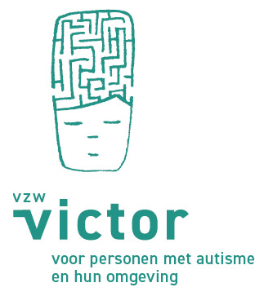 vzw
victor
voor personen met autisme
en hun omgeving